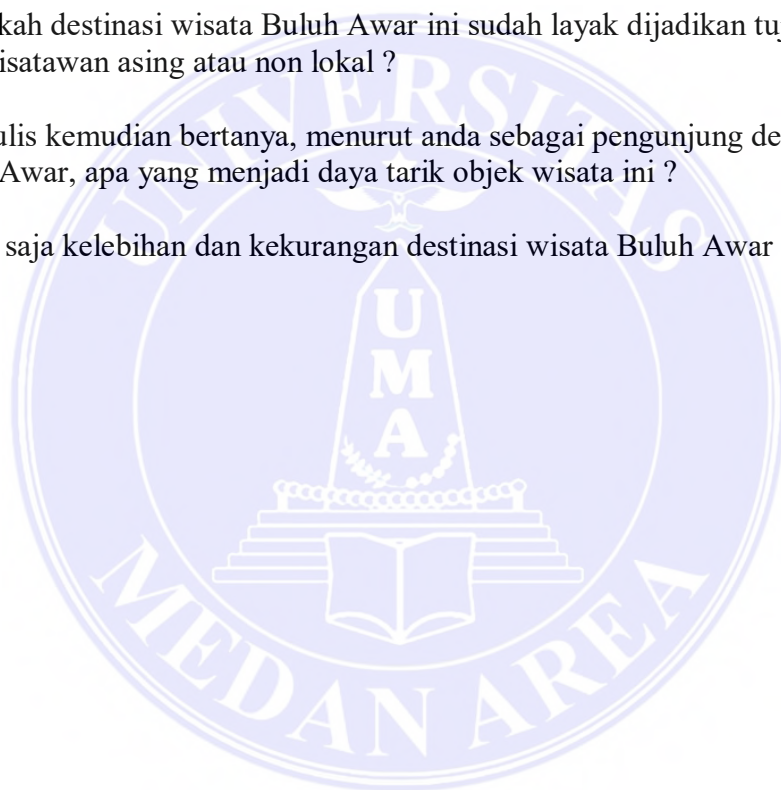 kah destinasi wisata Buluh Awar ini sudah layak dijadikan tuj
isatawan asing atau non lokal ?
ulis kemudian bertanya, menurut anda sebagai pengunjung de
Awar, apa yang menjadi daya tarik objek wisata ini ?
saja kelebihan dan kekurangan destinasi wisata Buluh Awar
UNIVERSITAS
U
M
A
MEDAN AREA